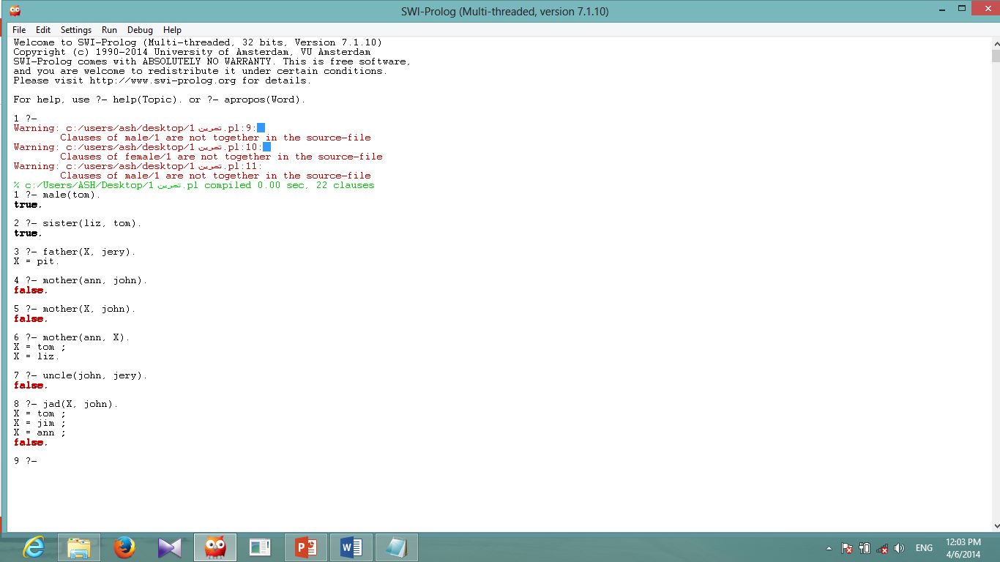 SWI-Prolog (Multi-threaded, version 7.1.10)
File Edit Settings Run Debug Help
Welcome to SWI-Prolog (Multi-threaded, 32 bits, Version 7.1.10)
Copyright (c) 1990-2014 University of Amsterdam, VU Amsterdam
SWI-Prolog comes with ABSOLUTELY NO WARRANTY. This is free software,
and you are welcome to redistribute it under certain conditions.
Please visit http://www.swi-prolog.org for details.
For help, use ?- help(Topic). or ?- apropos(Word).
1 ?-
Warning: c:/users/ash/desktop/1 تمرین.pl:9:
Clauses of male/1 are not together in the source-file
Warning: c:/users/ash/desktop/1 تمرین.pl:10:
Clauses of female/1 are not together in the source-file
Warning: c:/users/ash/desktop/1 تمرین.pl:11:
Clauses of male/1 are not together in the source-file
% c:/Users/ASH/Desktop/1 تمرین.pl compiled 0.00 sec, 22 clauses
1 ?- male(tom).
true.
2 ?- sister(liz, tom).
true.
3 ?- father(X, jery).
X = pit.
4 ?- mother(ann, john).
false.
5 ?- mother(X, john).
false.
6 ?- mother(ann, X).
X = tom ;
X = liz.
7 ?- uncle(john, jery).
false.
8 ?- jad(X, john).
X = tom ;
X = jim ;
X = ann ;
false.
9 ?-
ENG
12:03 PM
4/6/2014